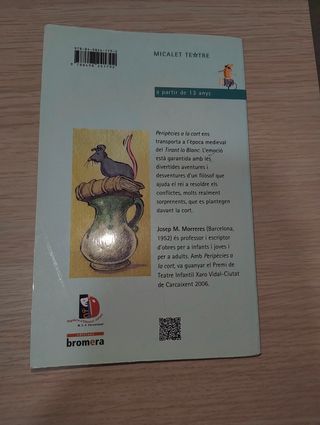 MICALET TEATRE
a partir de 13 anys
Peripècies a la cort ens
transporta a l'època medieval
del Tirant lo Blanc. L'emoció
està garantida amb les
divertides aventures i
desventures d'un filòsof que
ajuda el rei a resoldre els
conflictes, molts realment
sorprenents, que es plantegen
davant la cort.
Josep M. Morreres (Barcelona,
1952) és professor i escriptor
d'obres per a infants i joves i
per a adults. Amb Peripècies a
la cort, va guanyar el Premi de
Teatre Infantil Xaro Vidal-Ciutat
de Carcaixent 2006.
edicions
bromera